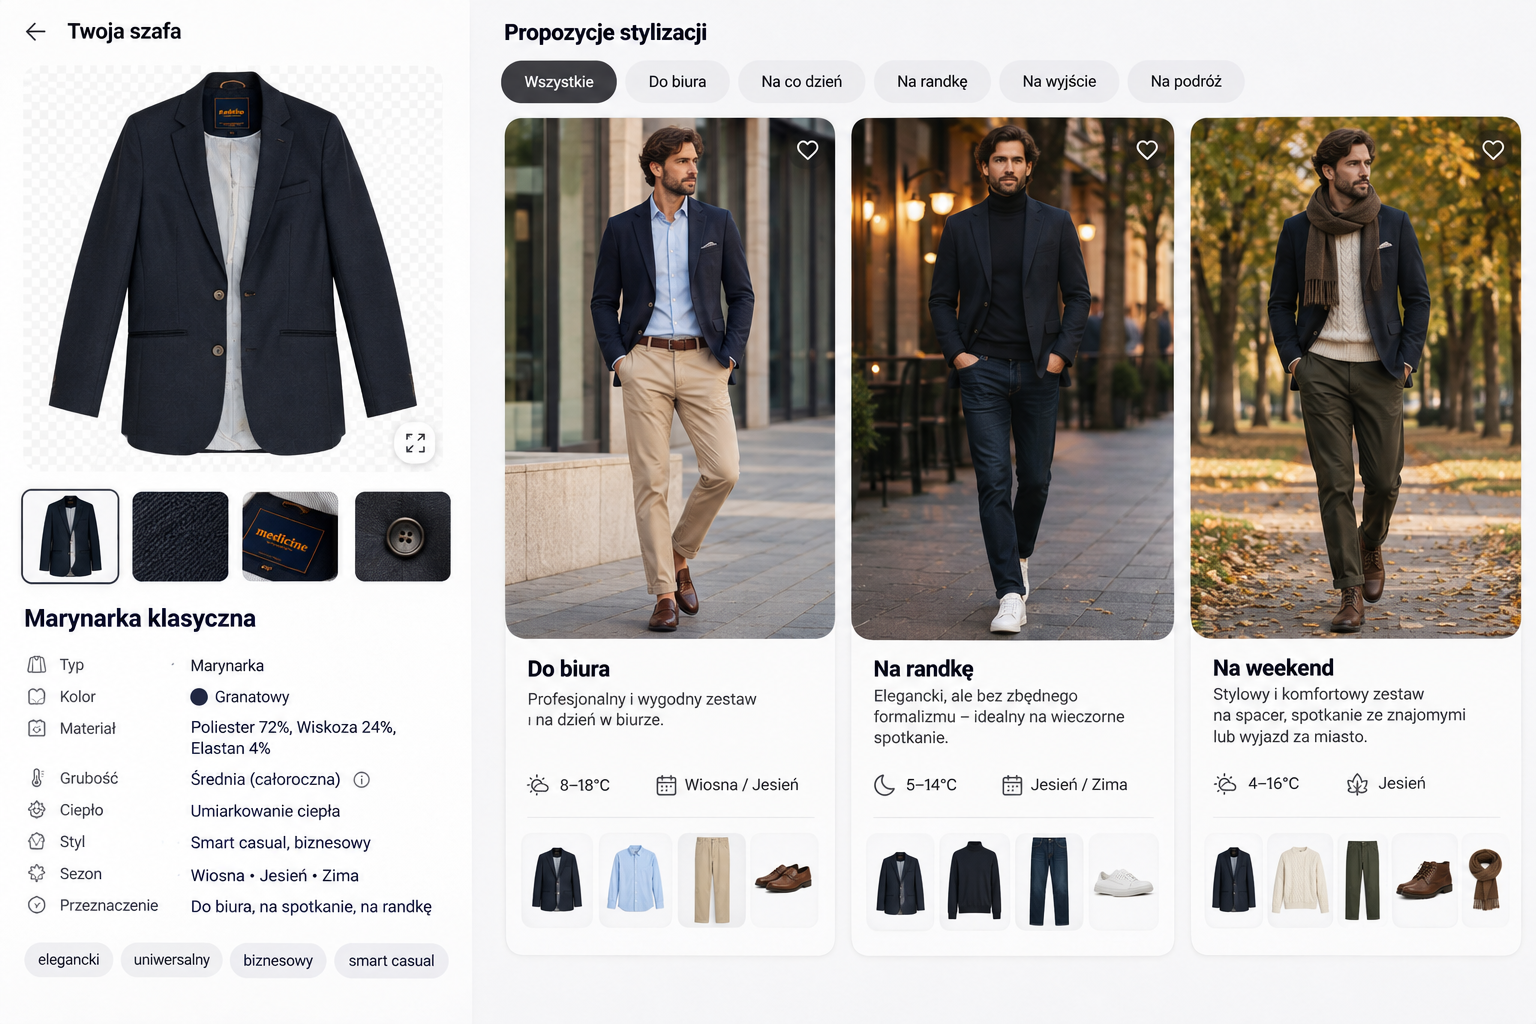 Twoja szafa
medicine
medicine
Marynarka klasyczna
Typ Marynarka
Kolor Granatowy
Materiał Poliester 72%, Wiskoza 24%,
Elastan 4%
Grubość Średnia (całoroczna)
Ciepło Umiarkowanie ciepła
Styl Smart casual, biznesowy
Sezon Wiosna • Jesień • Zima
Przeznaczenie Do biura, na spotkanie, na randkę
elegancki uniwersalny biznesowy smart casual
Propozycje stylizacji
Wszystkie Do biura Na co dzień Na randkę Na wyjście Na podróż
Do biura
Profesjonalny i wygodny zestaw
ı na dzień w biurze.
8–18°C Wiosna / Jesień
Na randkę
Elegancki, ale bez zbędnego
formalizmu – idealny na wieczorne
spotkanie.
5–14°C Jesień / Zima
Na weekend
Stylowy i komfortowy zestaw
na spacer, spotkanie ze znajomymi
lub wyjazd za miasto.
4–16°C Jesień